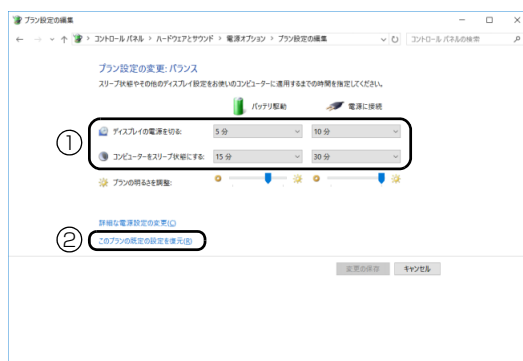 プラン設定の編集
コントロール パネル > ハードウェアとサウンド > 電源オプション > プラン設定の編集
コントロール パネルの検索
プラン設定の変更: バランス
スリープ状態やその他のディスプレイ設定をお使いのコンピューターに適用するまでの時間を指定してください。
バッテリ駆動 電源に接続
① ディスプレイの電源を切る: 5 分 10 分
コンピューターをスリープ状態にする: 15 分 30 分
プランの明るさを調整:
詳細な電源設定の変更(C)
② このプランの既定の設定を復元(R)
変更の保存 キャンセル